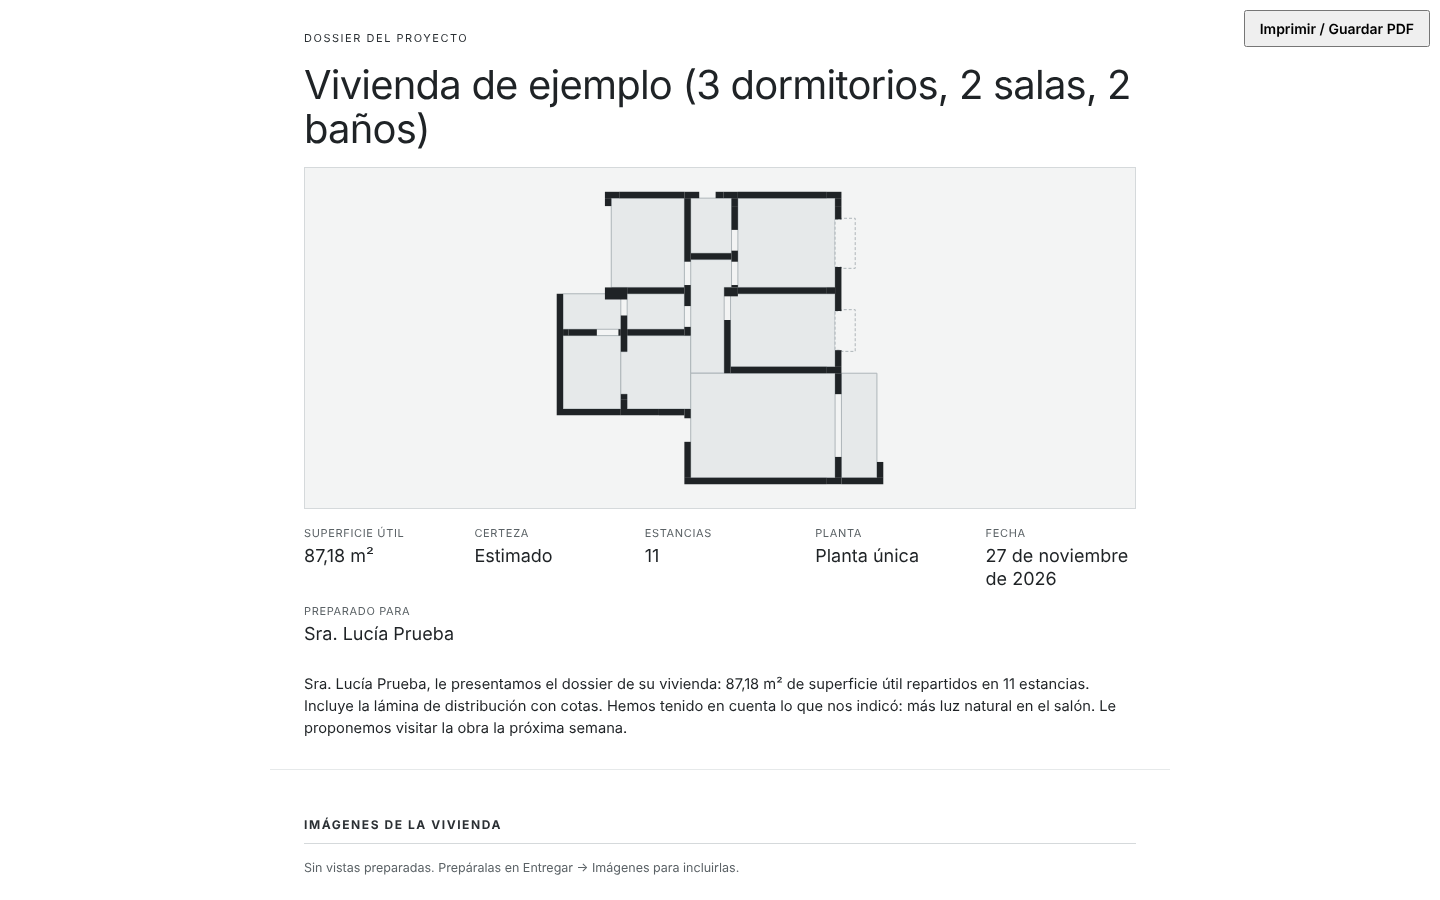 Imprimir / Guardar PDF
DOSSIER DEL PROYECTO
Vivienda de ejemplo (3 dormitorios, 2 salas, 2
baños)
SUPERFICIE ÚTIL
87,18 m²
CERTEZA
Estimado
ESTANCIAS
11
PLANTA
Planta única
FECHA
27 de noviembre
de 2026
PREPARADO PARA
Sra. Lucía Prueba
Sra. Lucía Prueba, le presentamos el dossier de su vivienda: 87,18 m² de superficie útil repartidos en 11 estancias.
Incluye la lámina de distribución con cotas. Hemos tenido en cuenta lo que nos indicó: más luz natural en el salón. Le
proponemos visitar la obra la próxima semana.
IMÁGENES DE LA VIVIENDA
Sin vistas preparadas. Prepáralas en Entregar → Imágenes para incluirlas.